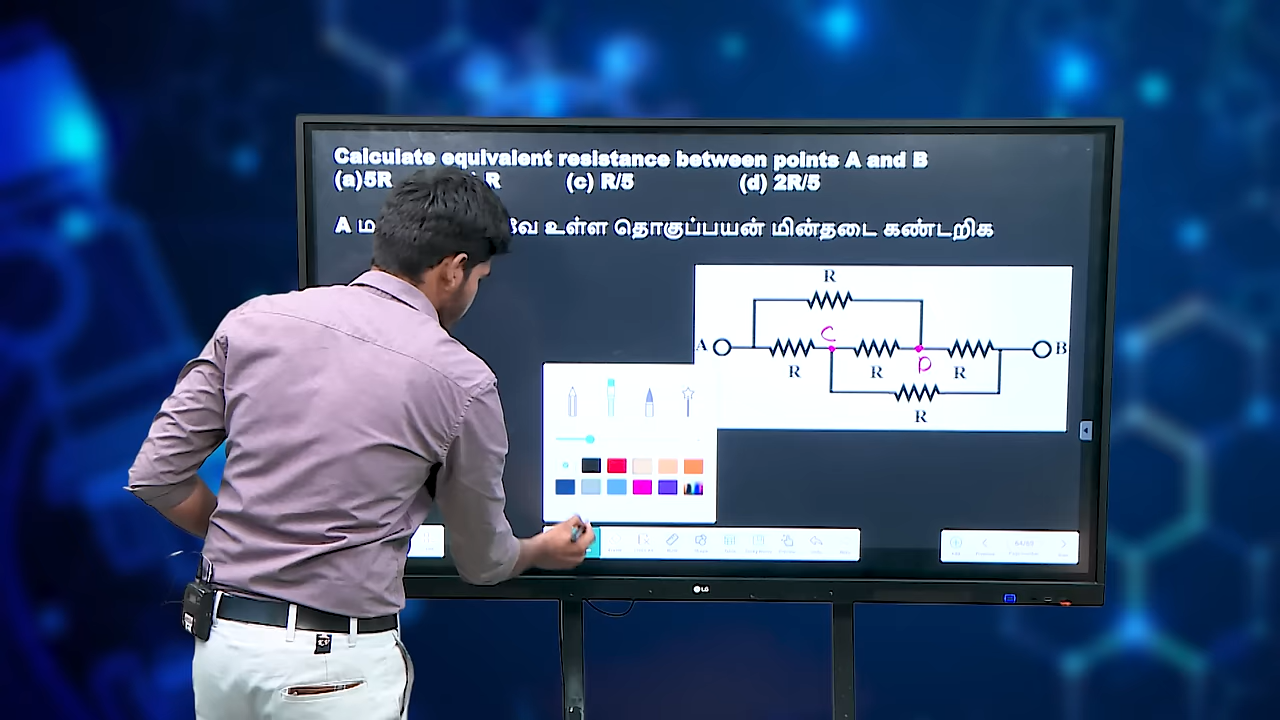 Calculate equivalent resistance between points A and B
(a)5R R (c) R/5 (d) 2R/5
A உள்ள தொகுப்பயன் மின்தடை கண்டறிக
R
C
A B
D
R R R
R
LG